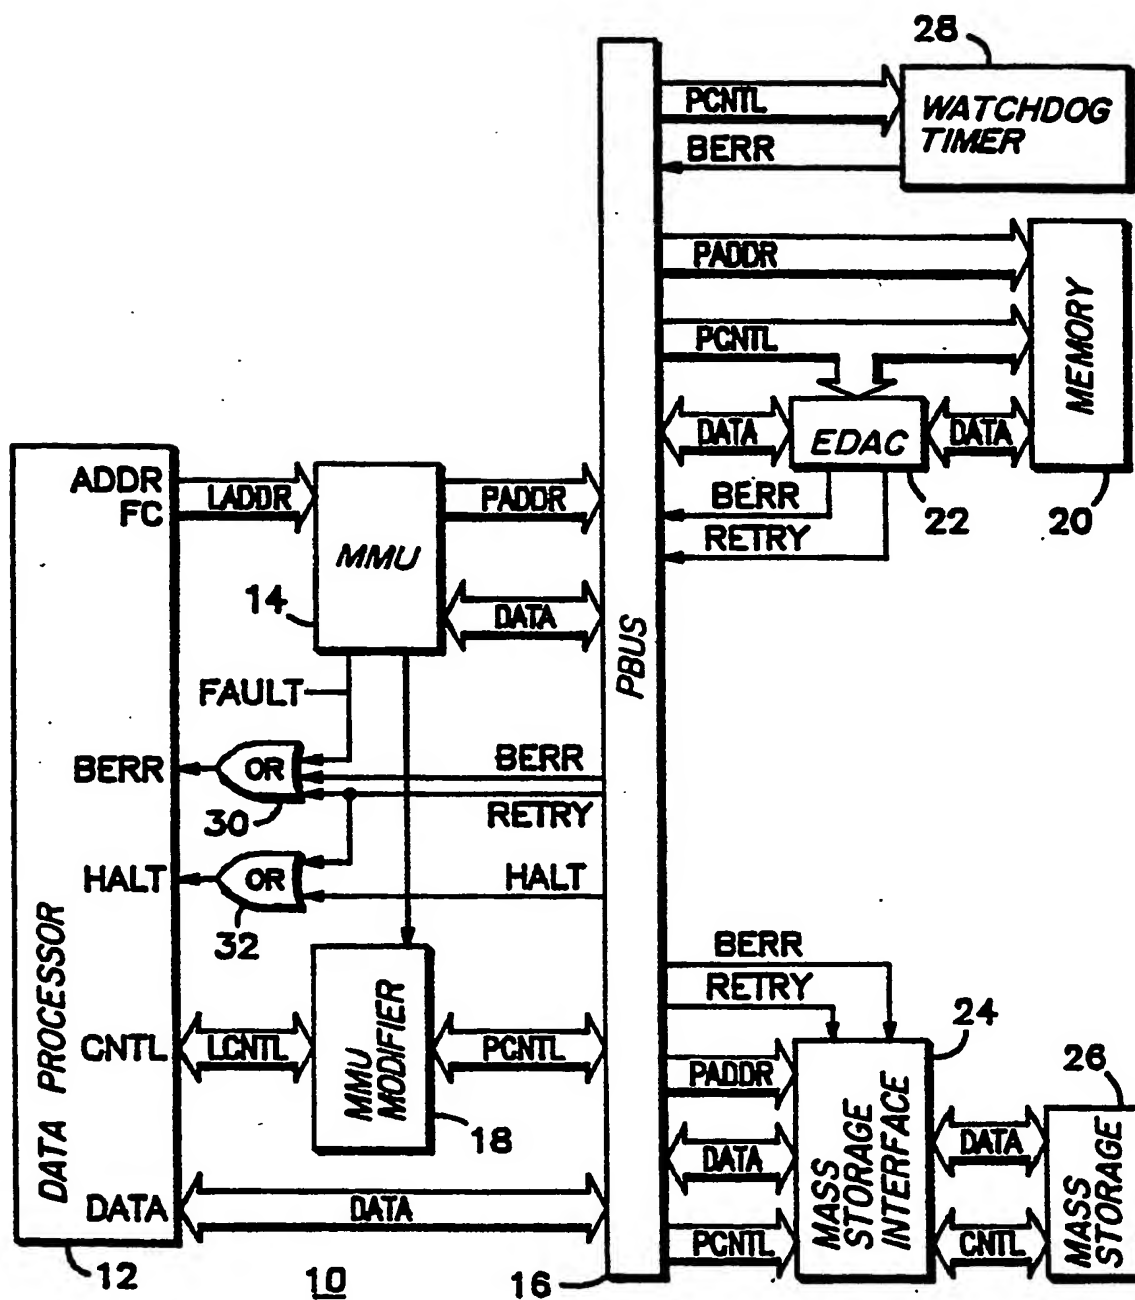 28
PCNTL
WATCHDOG
TIMER
BERR
PADDR
PCNTL
MEMORY
DATA
EDAC
DATA
BERR
22
20
RETRY
ADDR
FC
LADDR
MMU
PADDR
14
DATA
PBUS
FAULT
BERR
OR
BERR
30
RETRY
HALT
OR
HALT
32
DATA PROCESSOR
BERR
RETRY
24
CNTL
LCNTL
MMU
MODIFIER
PCNTL
18
PADDR
MASS
STORAGE
INTERFACE
26
DATA
DATA
MASS
STORAGE
DATA
DATA
PCNTL
CNTL
12
10
16